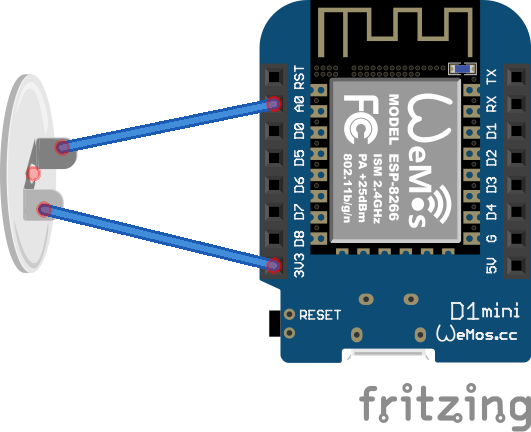 RST
A0
D0
D5
D6
D7
D8
3V3
TX
RX
D1
D2
D3
D4
G
5V
WeMos
MODEL ESP-8266
ISM 2.4GHz
PA +25dBm
802.11b/g/n
FC
RESET
D1 mini
WeMos.cc
fritzing